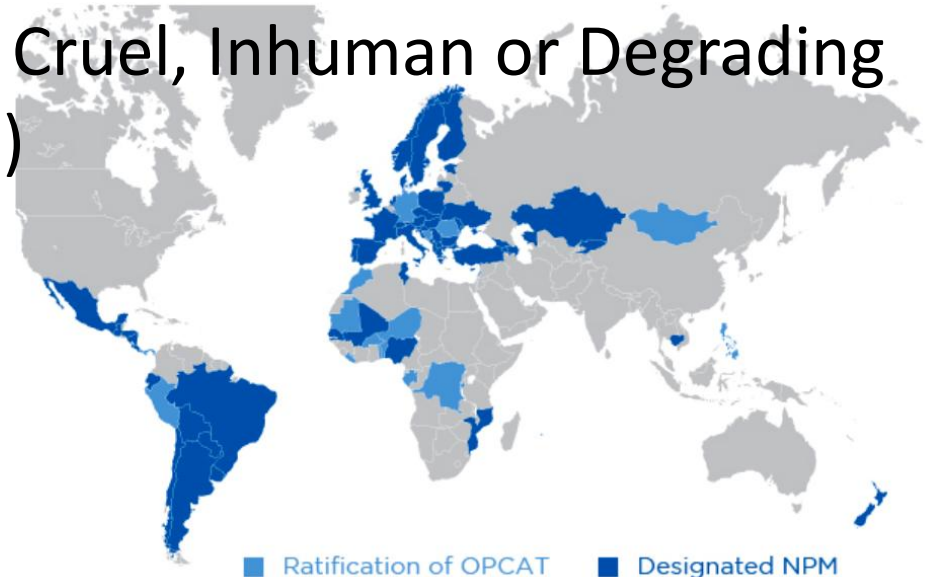 Cruel, Inhuman or Degrading
)
Ratification of OPCAT
Designated NPM